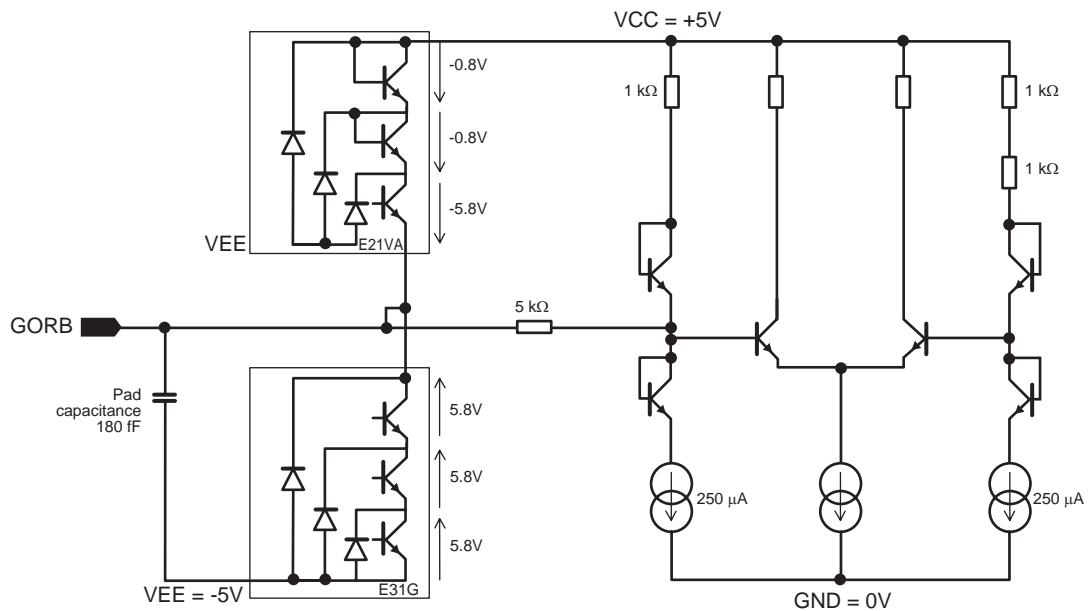 VCC = +5V
-0.8V
1 kΩ
1 kΩ
-0.8V
1 kΩ
-5.8V
VEE
E21VA
5 kΩ
GORB
Pad
capacitance
180 fF
5.8V
5.8V
250 µA
250 µA
5.8V
VEE = -5V
E31G
GND = 0V